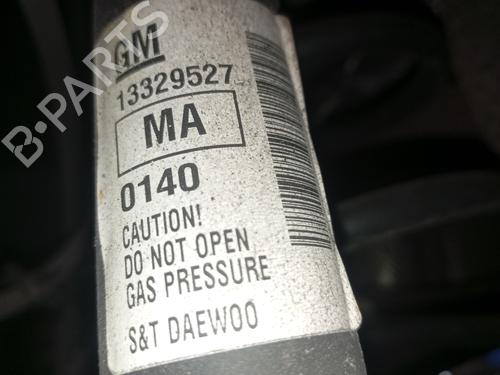 GM
13329527
MA
0140
CAUTION!
DO NOT OPEN
GAS PRESSURE
S&T DAEWOO
B-PARTS